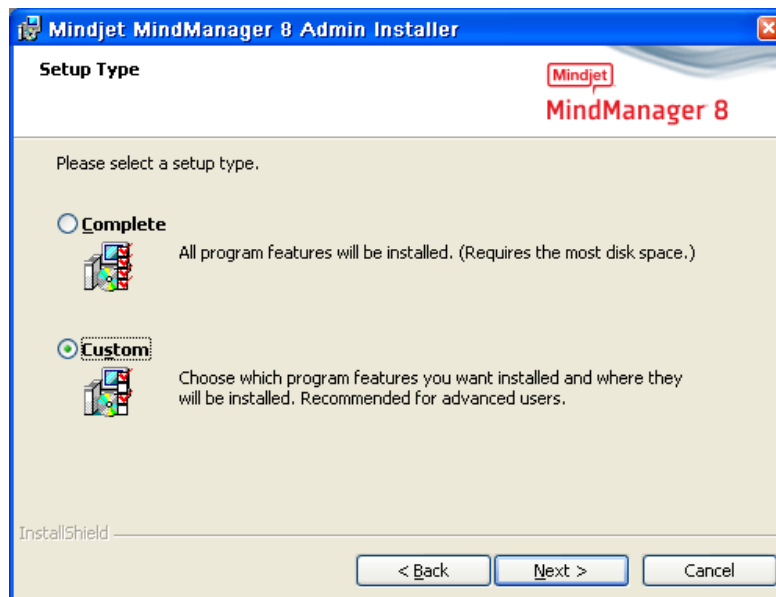 Mindjet MindManager 8 Admin Installer
Setup Type
Mindjet
MindManager 8
Please select a setup type.
Complete
All program features will be installed. (Requires the most disk space.)
Custom
Choose which program features you want installed and where they
will be installed. Recommended for advanced users.
InstallShield
< Back
Next >
Cancel